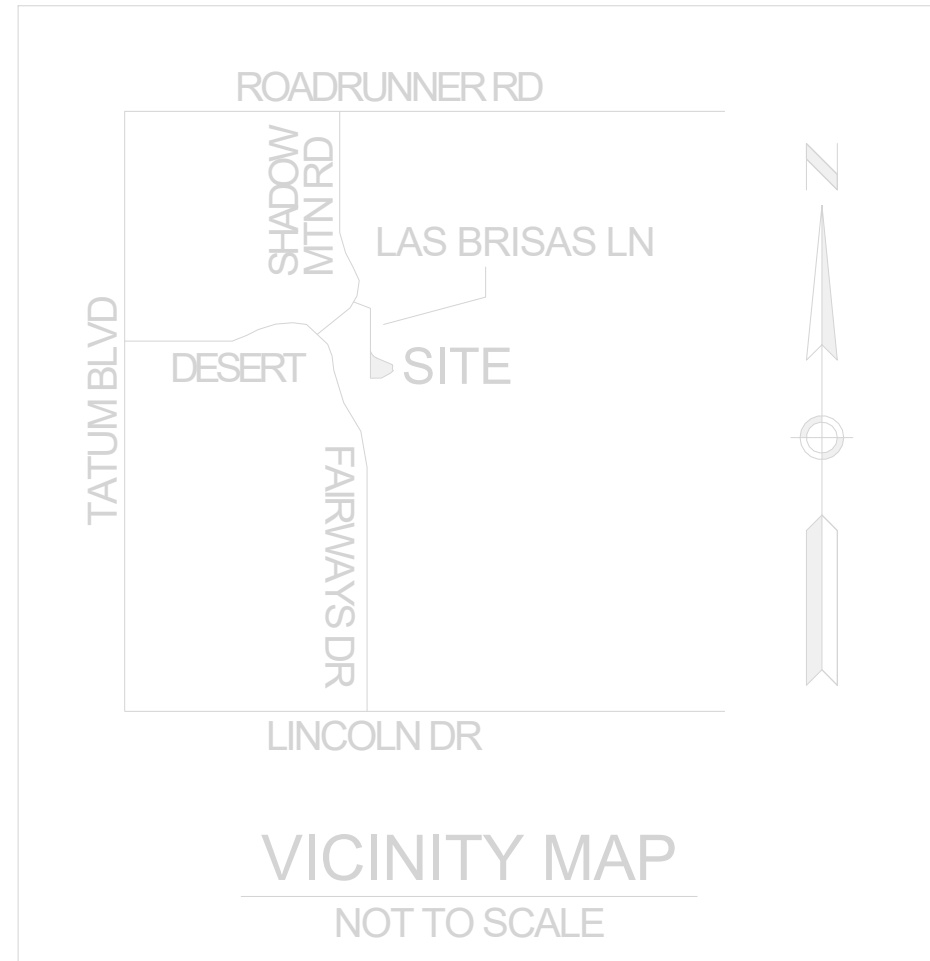 ROADRUNNER RD
SHADOW
MTN RD
N
LAS BRISAS LN
TATUM BLVD
DESERT
SITE
FAIRWAYS DR
LINCOLN DR
VICINITY MAP
NOT TO SCALE